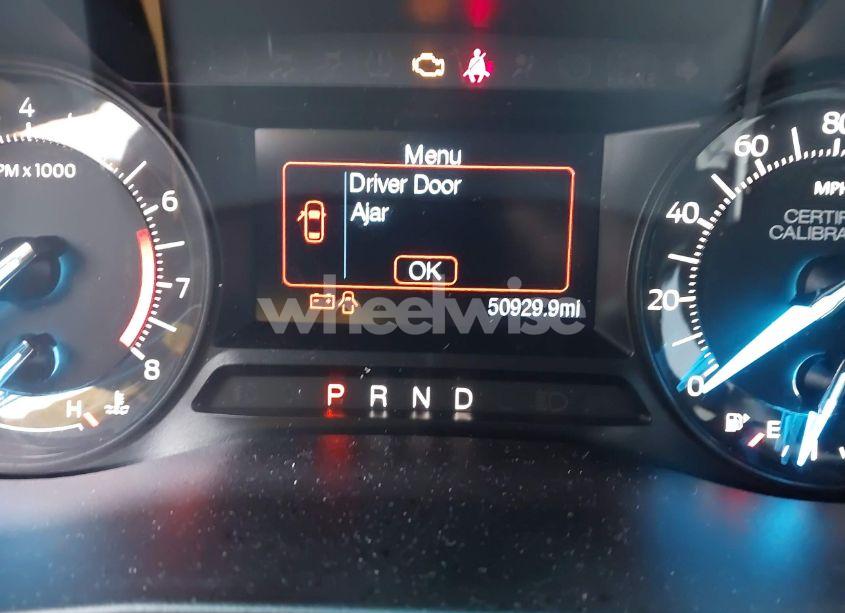 4
PM x 1000
6
7
8
H
Menu
Driver Door
Ajar
OK
50929.9mi
wheelwise
P R N D
80
60
MPH
40
CERTIF
CALIBRA
20
0
E